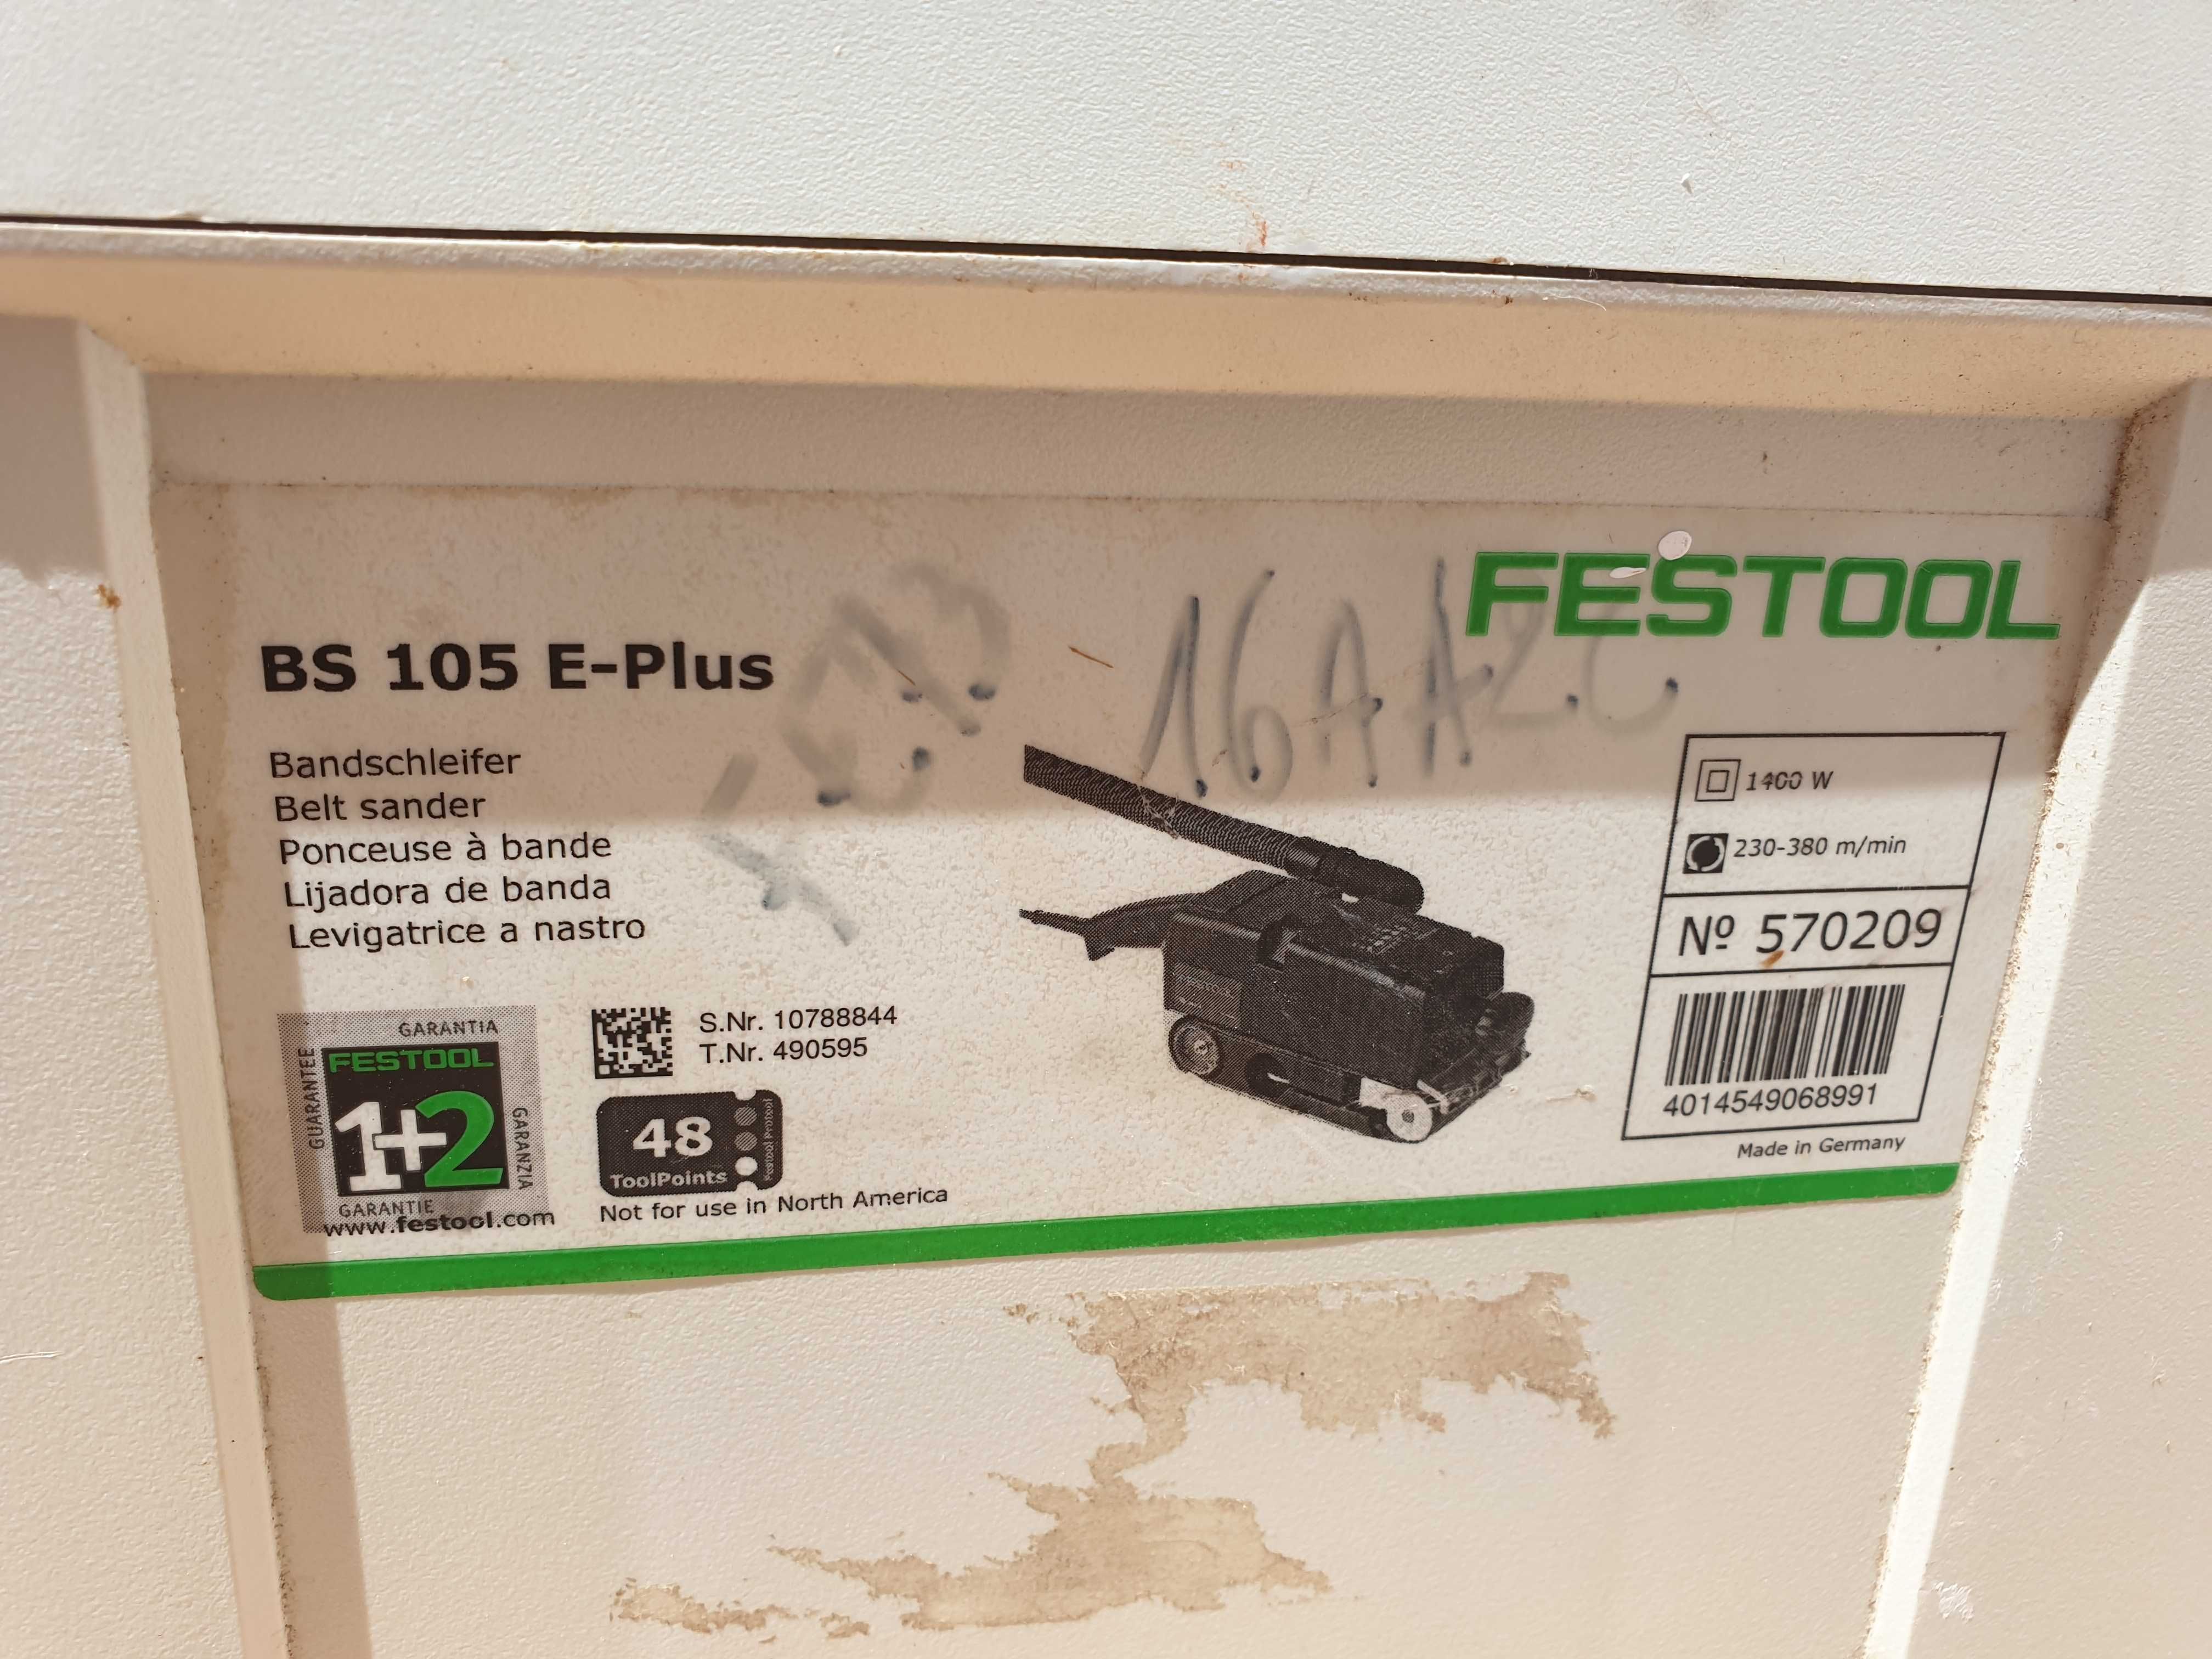 FESTOOL
BS 105 E-Plus
Bandschleifer
Belt sander
Ponceuse à bande
Lijadora de banda
Levigatrice a nastro
1400 W
230-380 m/min
Nº 570209
4014549068991
Made in Germany
GARANTIA
GUARANTEE
FESTOOL
1+2
GARANZIA
GARANTIE
www.festool.com
S.Nr. 10788844
T.Nr. 490595
48
ToolPoints
Festool Protool
Not for use in North America